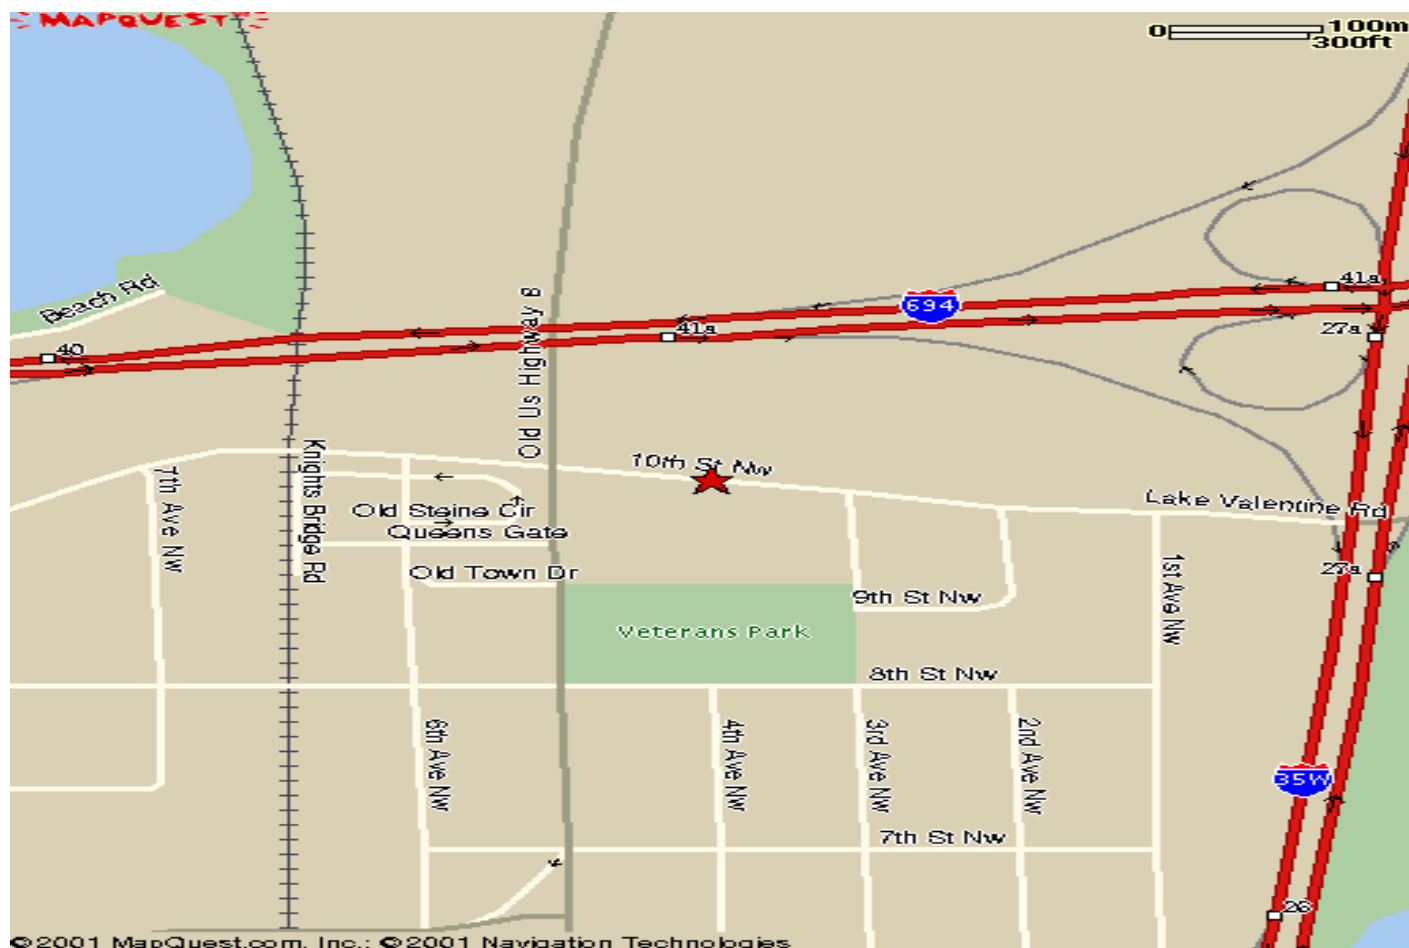 MAPQUEST
0 100m
300ft
Beach Rd
41a
694
41a
27a
40
Old US Highway 8
10th St Nw
Knights Bridge Rd
7th Ave Nw
Old Steine Cir
Queens Gate
Lake Valentine Rd
Old Town Dr
27a
1st Ave Nw
9th St Nw
Veterans Park
8th St Nw
6th Ave Nw
4th Ave Nw
3rd Ave Nw
2nd Ave Nw
35W
7th St Nw
26
©2001 MapQuest.com, Inc.; ©2001 Navigation Technologies